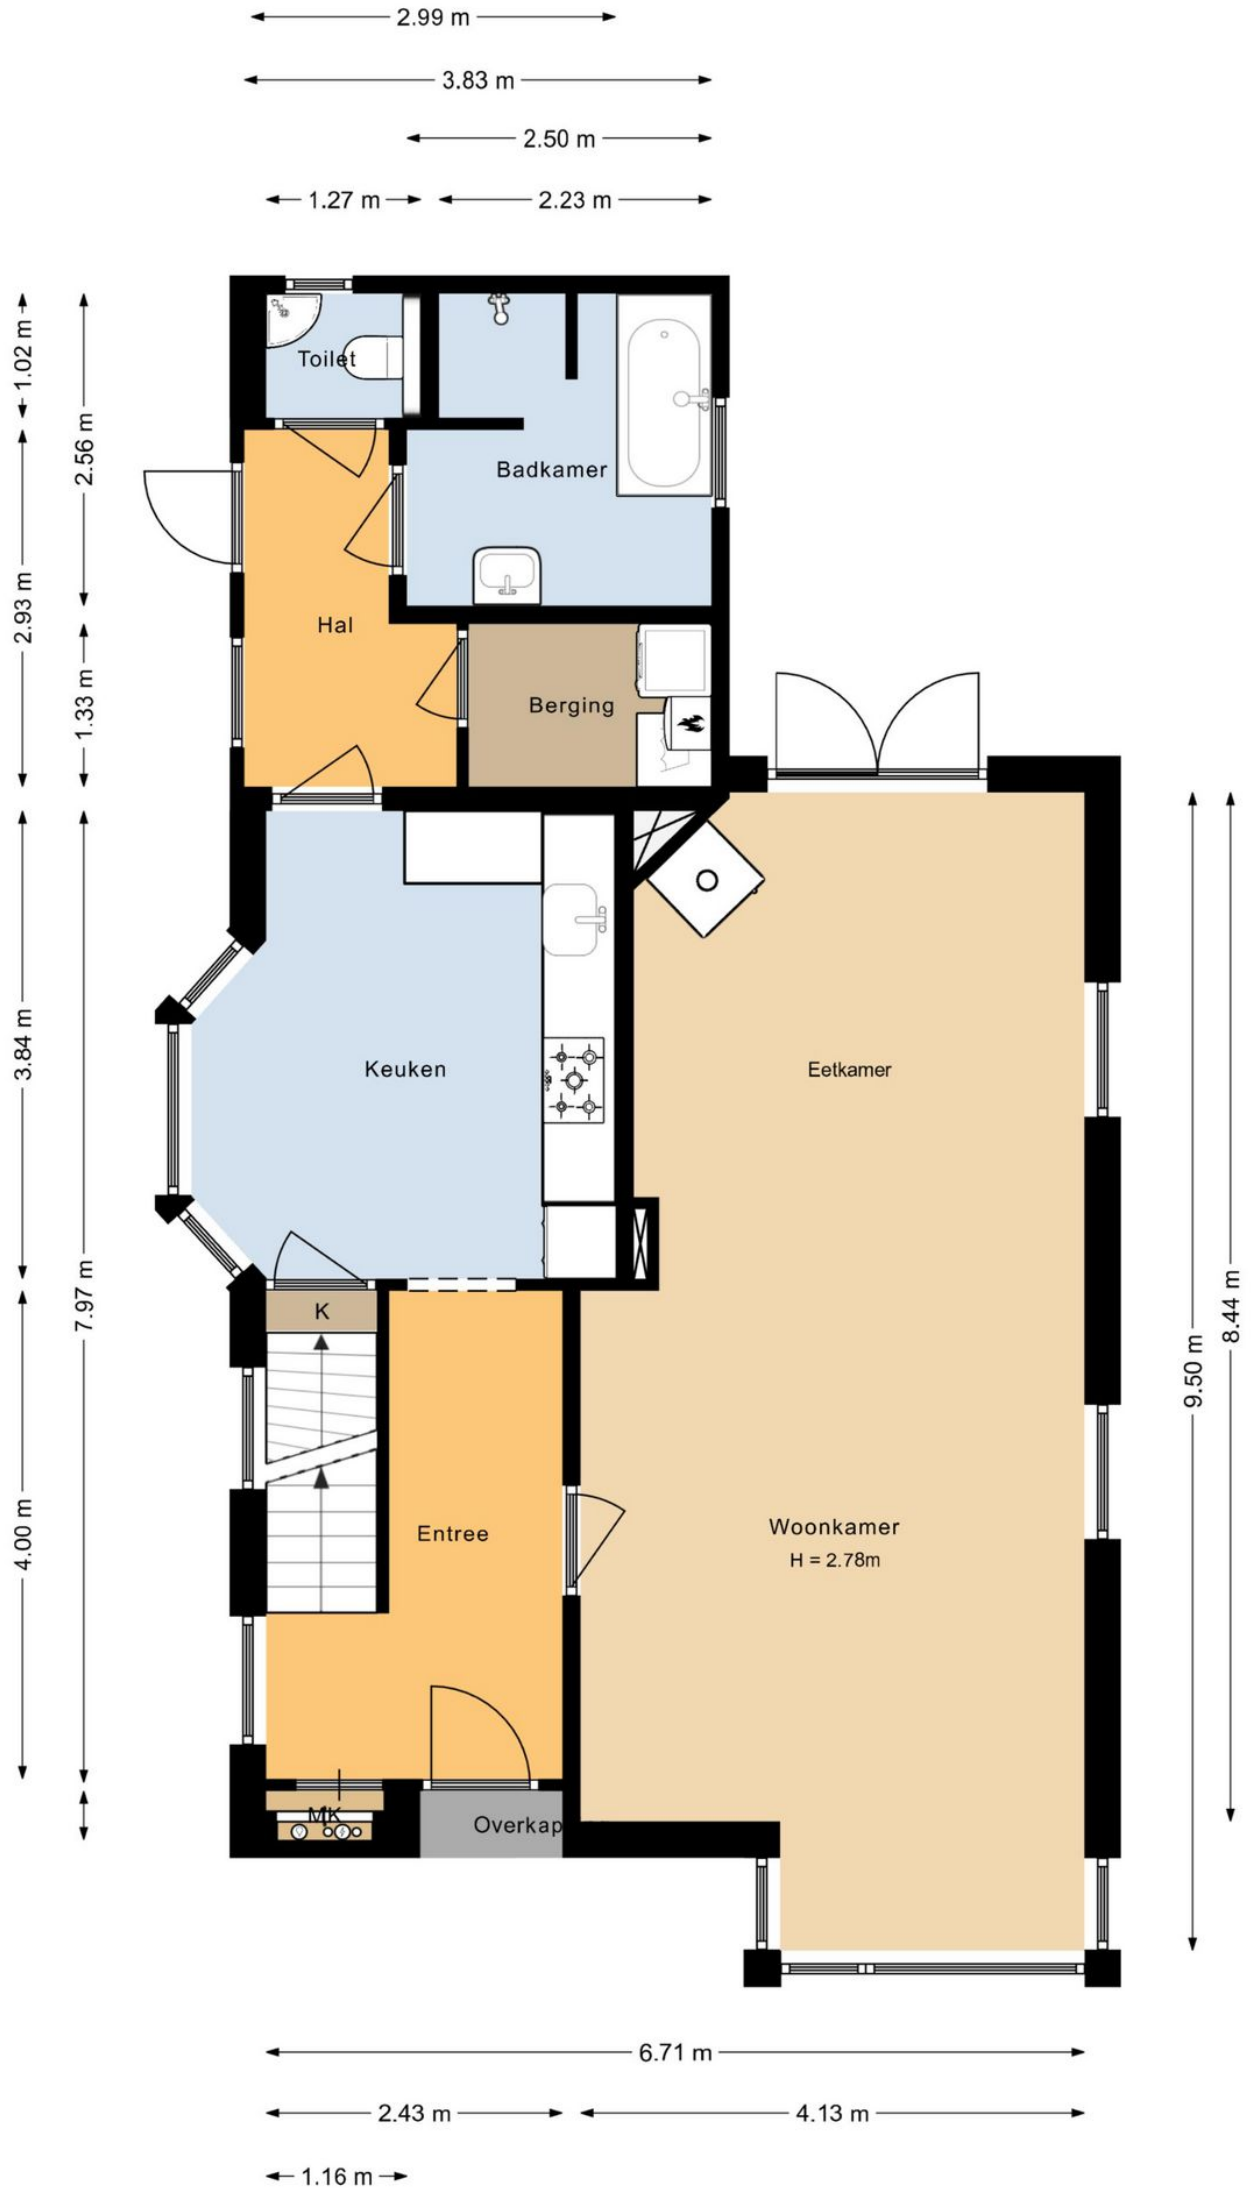 2.99 m
3.83 m
2.50 m
1.27 m
2.23 m
1.02 m
2.56 m
2.93 m
1.33 m
3.84 m
7.97 m
4.00 m
Toilet
Badkamer
Hal
Berging
Keuken
Eetkamer
K
Entree
Woonkamer
H = 2.78m
MK
Overkap
9.50 m
8.44 m
6.71 m
2.43 m
4.13 m
1.16 m